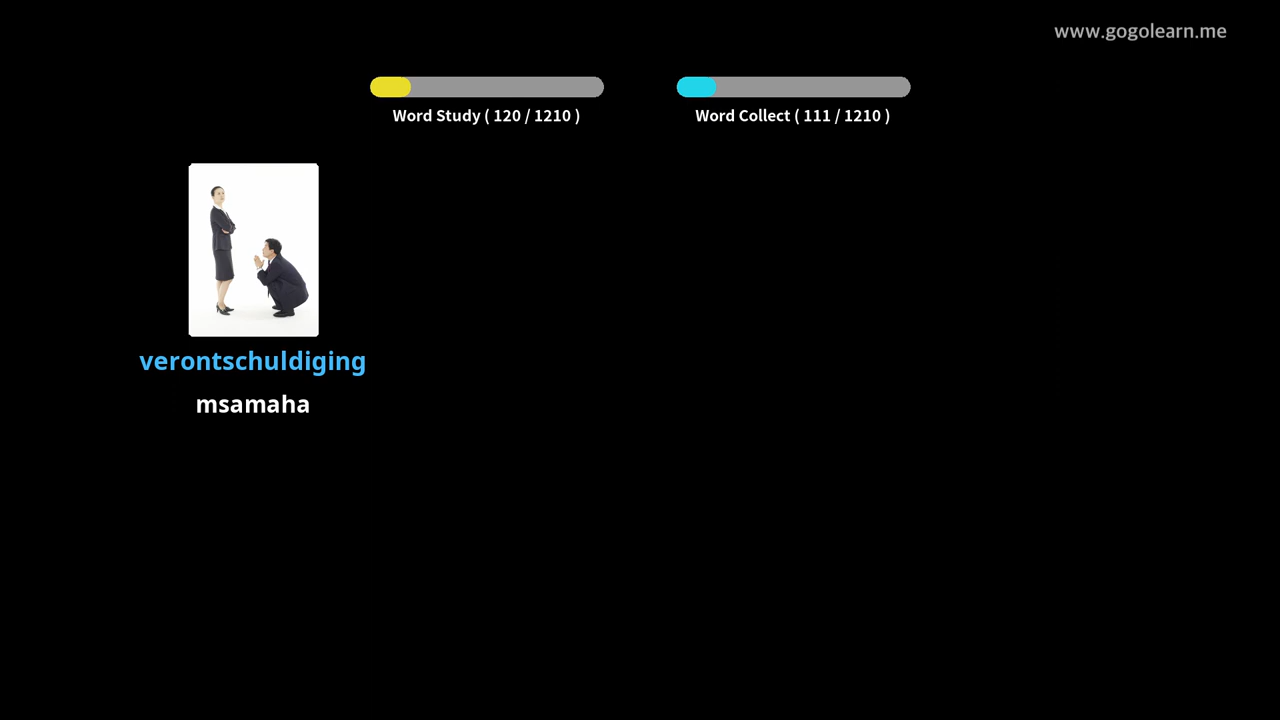 www.gogolearn.me
Word Study ( 120 / 1210 )
Word Collect ( 111 / 1210 )
verontschuldiging
msamaha